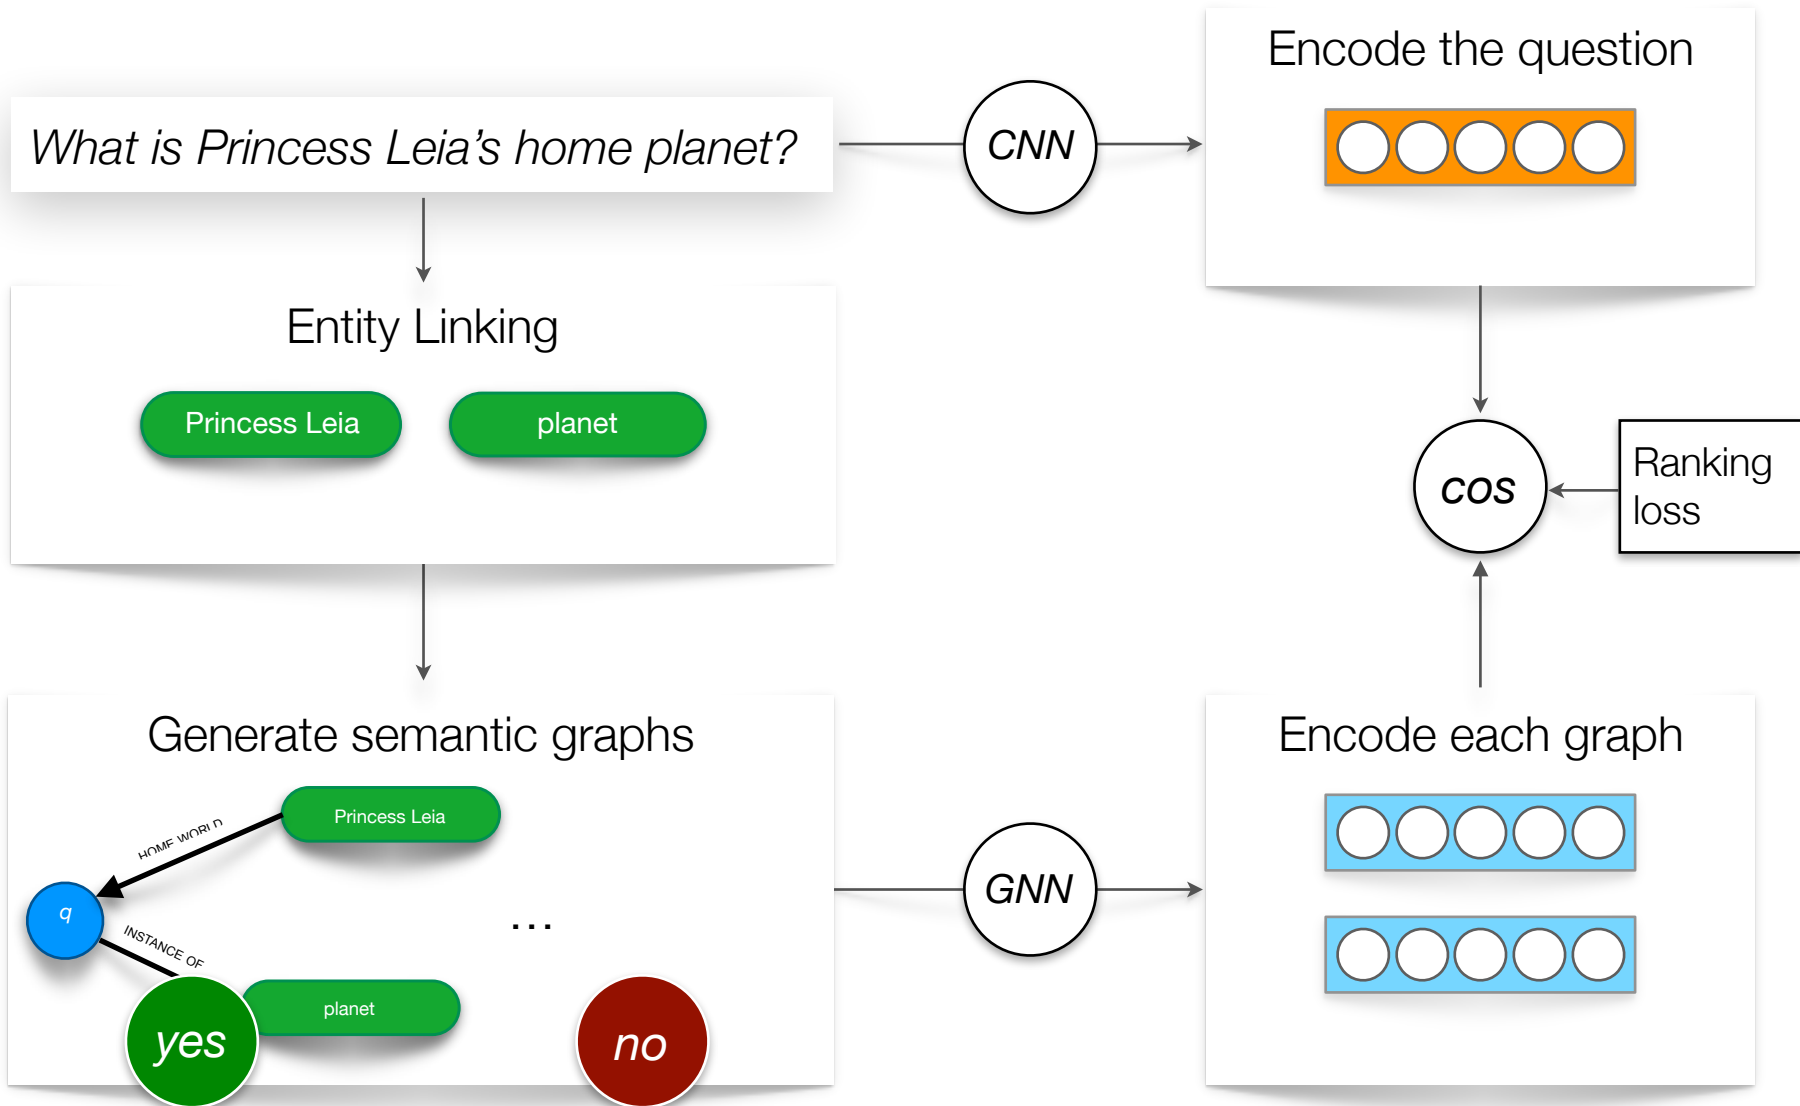 Encode the question
What is Princess Leia’s home planet?
CNN
Entity Linking
Princess Leia
planet
cos
Ranking
loss
Generate semantic graphs
Encode each graph
Princess Leia
HOME WORLD
q
INSTANCE OF
...
GNN
planet
yes
no